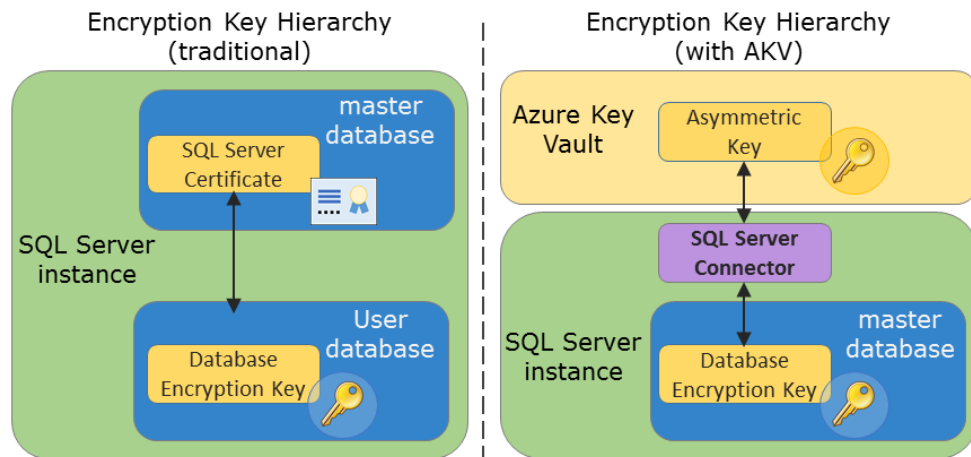 Encryption Key Hierarchy
(traditional)
master
database
SQL Server
Certificate
SQL Server
instance
User
database
Database
Encryption Key
Encryption Key Hierarchy
(with AKV)
Azure Key
Vault
Asymmetric
Key
SQL Server
Connector
SQL Server
instance
master
database
Database
Encryption Key